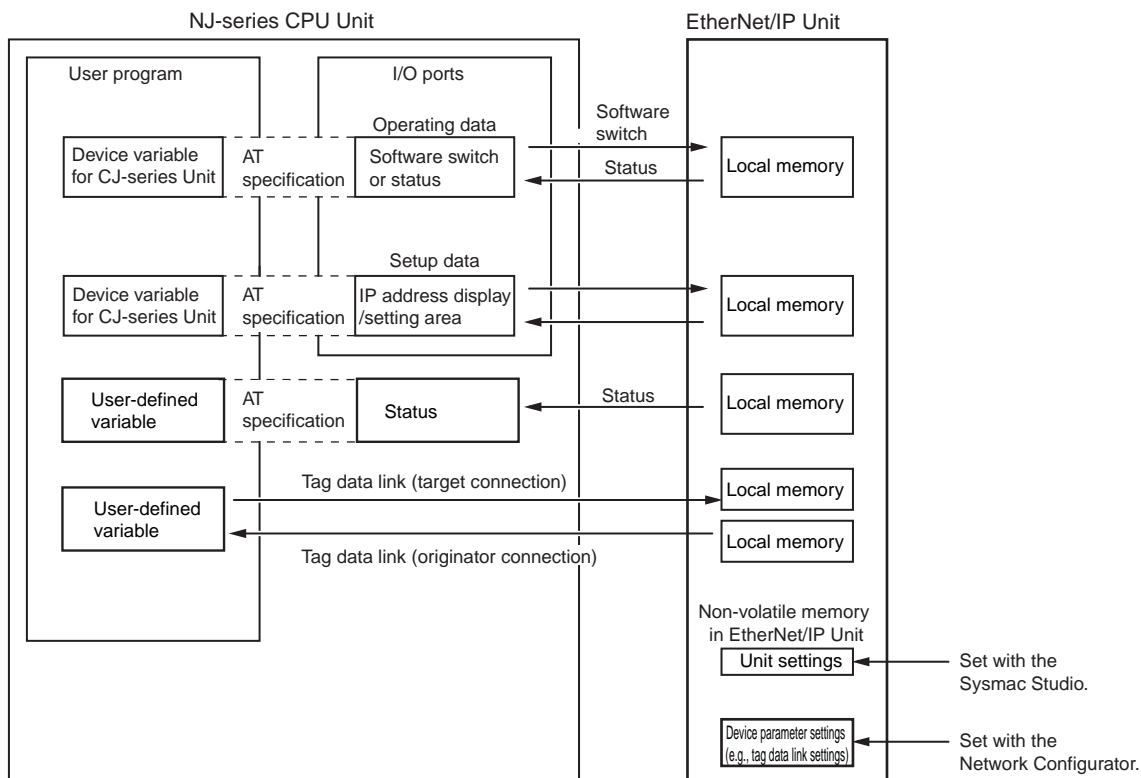 NJ-series CPU Unit
EtherNet/IP Unit
User program
I/O ports
Operating data
Software
switch
Device variable
for CJ-series Unit
AT
specification
Software switch
or status
Status
Local memory
Setup data
Device variable
for CJ-series Unit
AT
specification
IP address display
/setting area
Local memory
User-defined
variable
AT
specification
Status
Status
Local memory
Tag data link (target connection)
Local memory
User-defined
variable
Local memory
Tag data link (originator connection)
Non-volatile memory
in EtherNet/IP Unit
Unit settings
Set with the
Sysmac Studio.
Device parameter settings
(e.g., tag data link settings)
Set with the
Network Configurator.